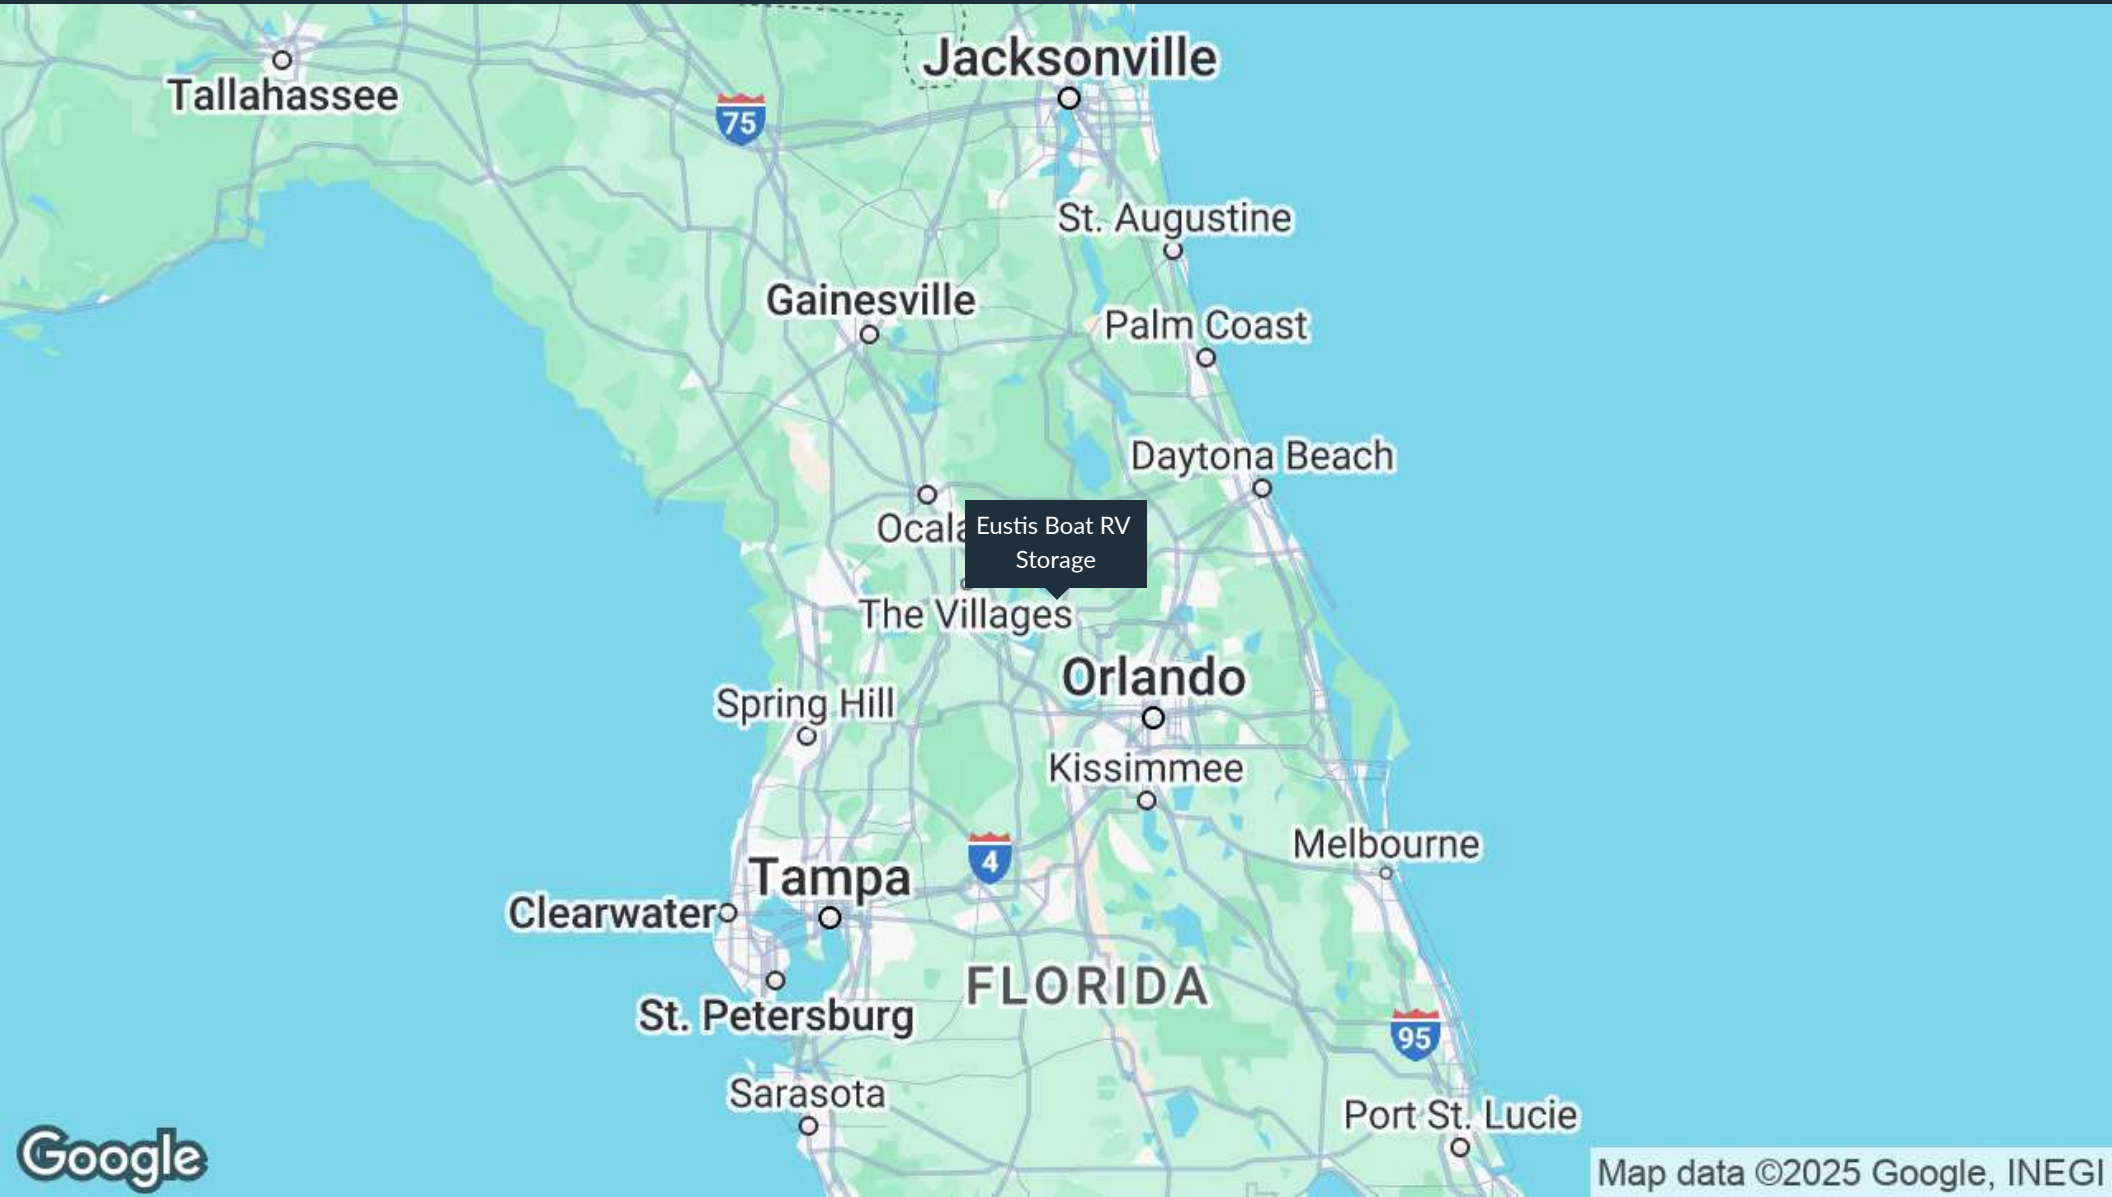 Jacksonville
Tallahassee
75
St. Augustine
Gainesville
Palm Coast
Daytona Beach
Ocala
Eustis Boat RV
Storage
The Villages
Orlando
Spring Hill
Kissimmee
Melbourne
4
Tampa
Clearwater
FLORIDA
St. Petersburg
95
Sarasota
Port St. Lucie
Google
Map data ©2025 Google, INEGI